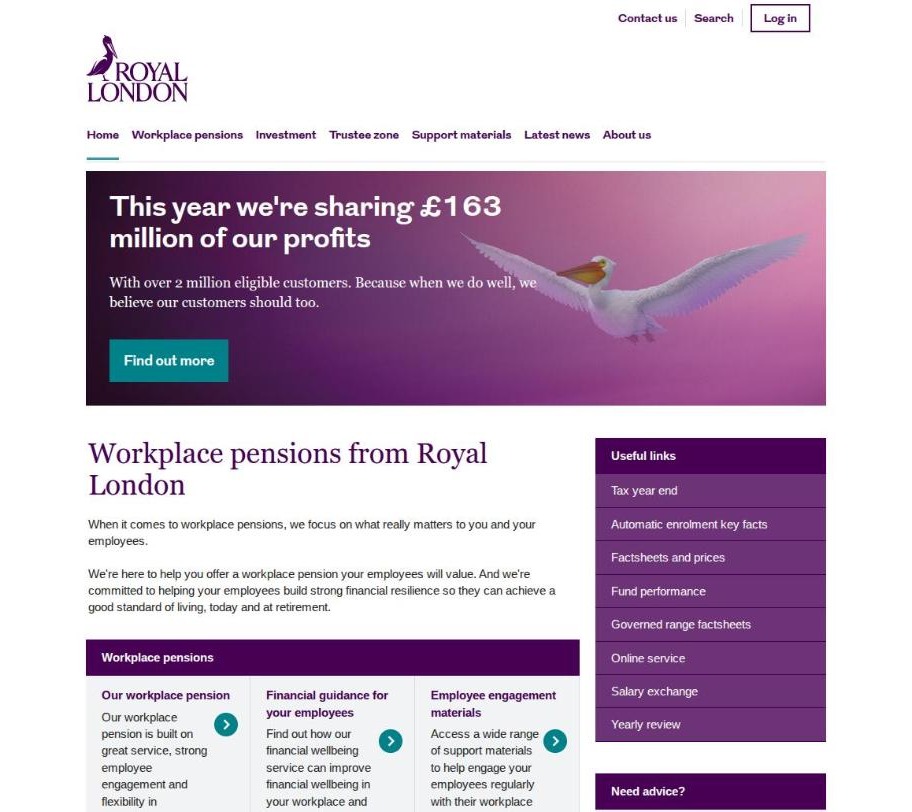 Contact us Search Log in
ROYAL
LONDON
Home Workplace pensions Investment Trustee zone Support materials Latest news About us
This year we're sharing £163
million of our profits
With over 2 million eligible customers. Because when we do well, we
believe our customers should too.
Find out more
Workplace pensions from Royal
London
When it comes to workplace pensions, we focus on what really matters to you and your
employees.
We're here to help you offer a workplace pension your employees will value. And we're
committed to helping your employees build strong financial resilience so they can achieve a
good standard of living, today and at retirement.
Workplace pensions
Our workplace pension
Our workplace
pension is built on
great service, strong
employee
engagement and
flexibility in
Financial guidance for
your employees
Find out how our
financial wellbeing
service can improve
financial wellbeing in
your workplace and
Employee engagement
materials
Access a wide range
of support materials
to help engage your
employees regularly
with their workplace
Useful links
Tax year end
Automatic enrolment key facts
Factsheets and prices
Fund performance
Governed range factsheets
Online service
Salary exchange
Yearly review
Need advice?